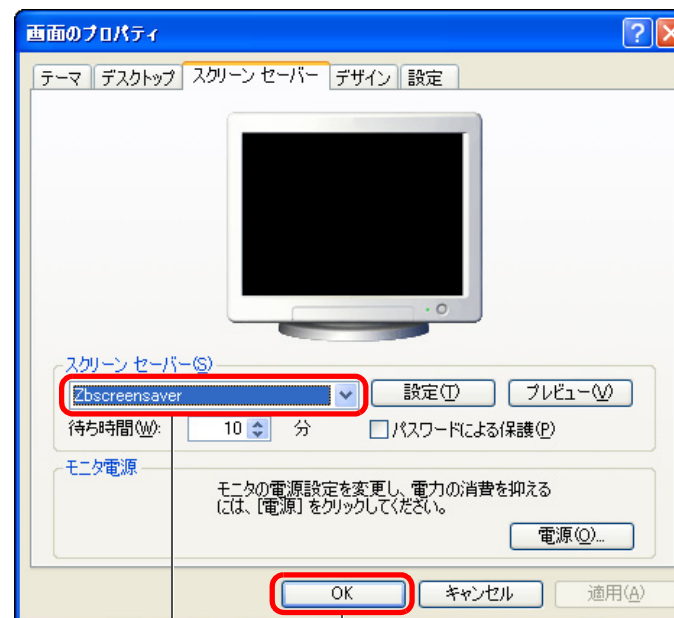 画面のプロパティ
テーマ デスクトップ スクリーン セーバー デザイン 設定
スクリーン セーバー(S)
Zbscreensaver 設定(T) プレビュー(V)
待ち時間(W): 10 分 パスワードによる保護(P)
モニタ電源
モニタの電源設定を変更し、電力の消費を抑える
には、[電源] をクリックしてください。
電源(O)...
OK キャンセル 適用(A)